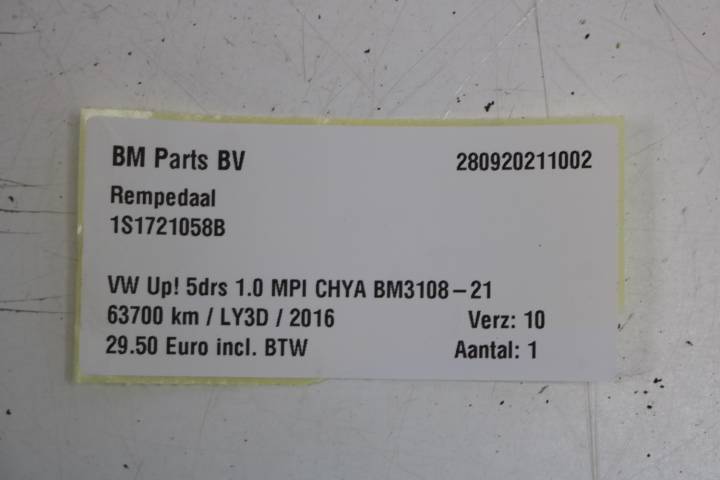 BM Parts BV 280920211002
Rempedaal
1S1721058B
VW Up! 5drs 1.0 MPI CHYA BM3108-21
63700 km / LY3D / 2016 Verz: 10
29.50 Euro incl. BTW Aantal: 1